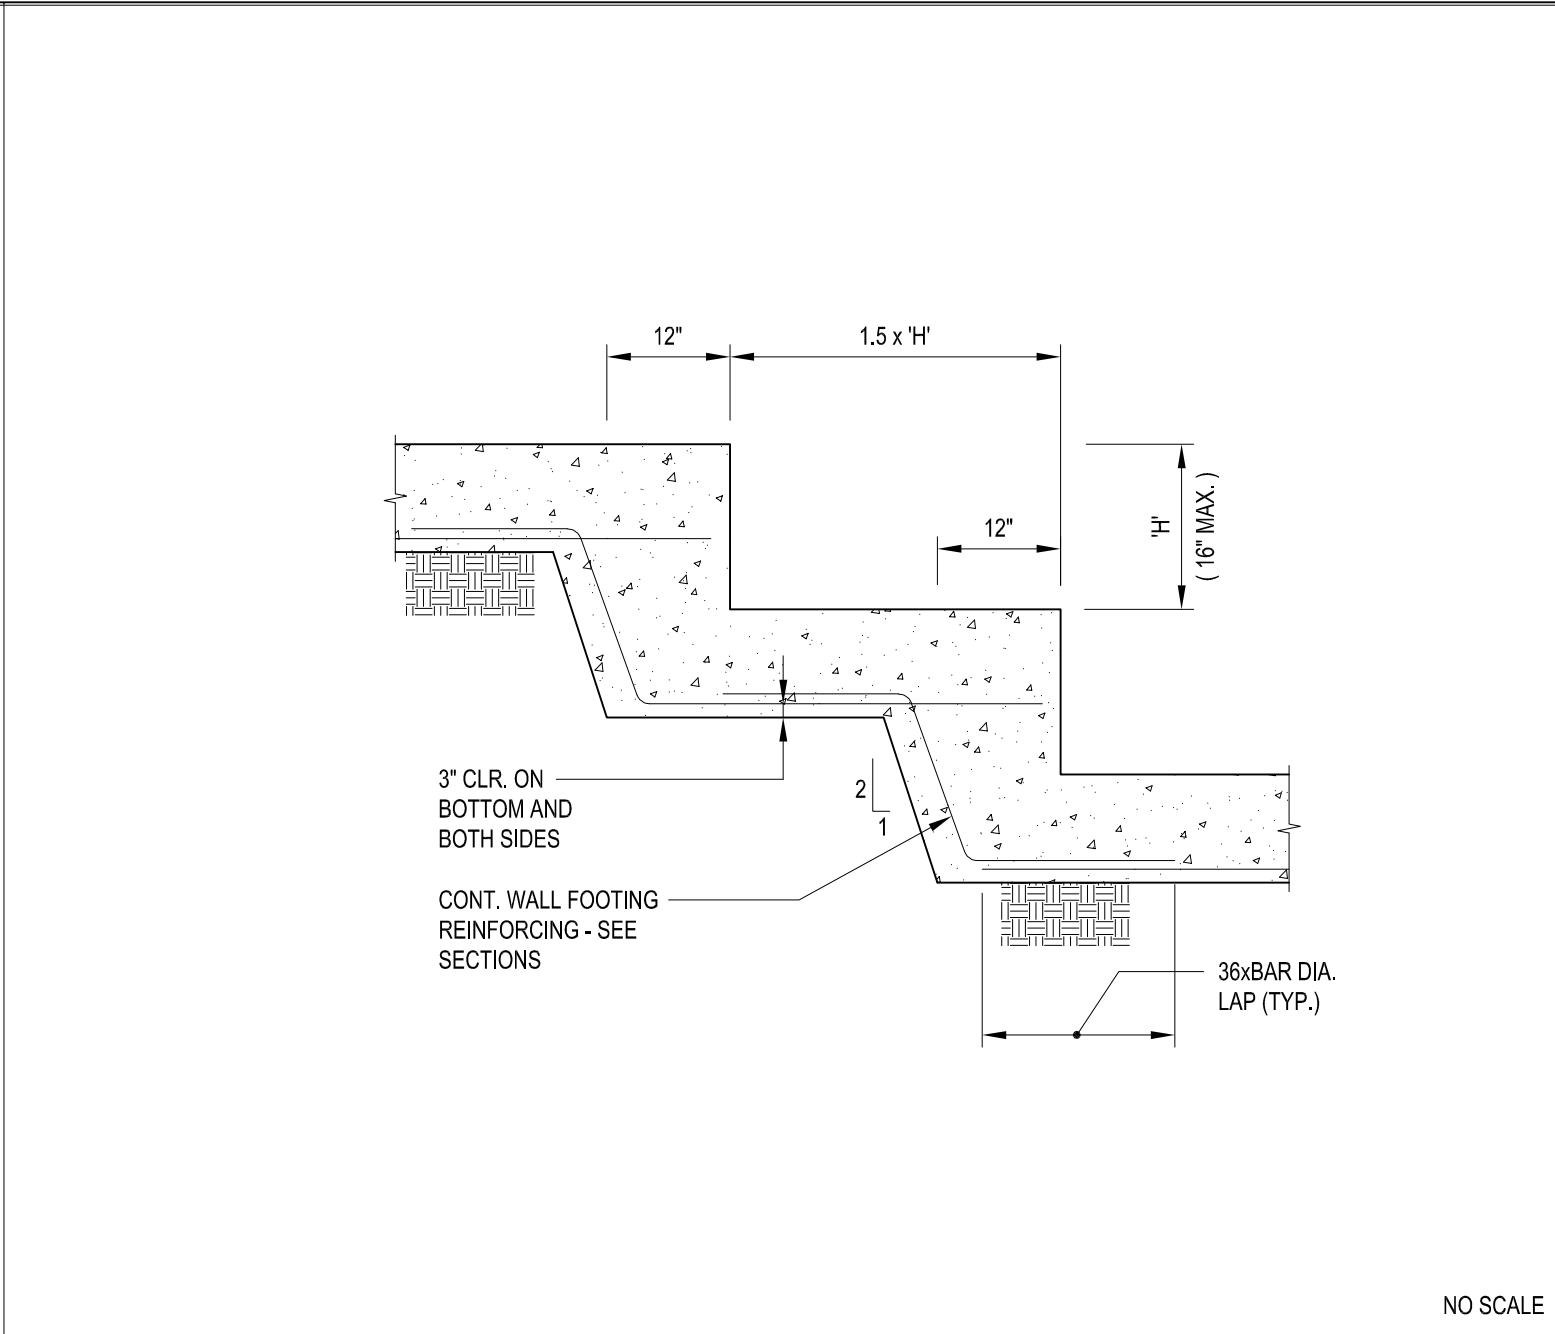 12"
1.5 x 'H'
'H'
( 16" MAX. )
12"
3" CLR. ON
BOTTOM AND
BOTH SIDES
2
1
CONT. WALL FOOTING
REINFORCING - SEE
SECTIONS
36xBAR DIA.
LAP (TYP.)
NO SCALE